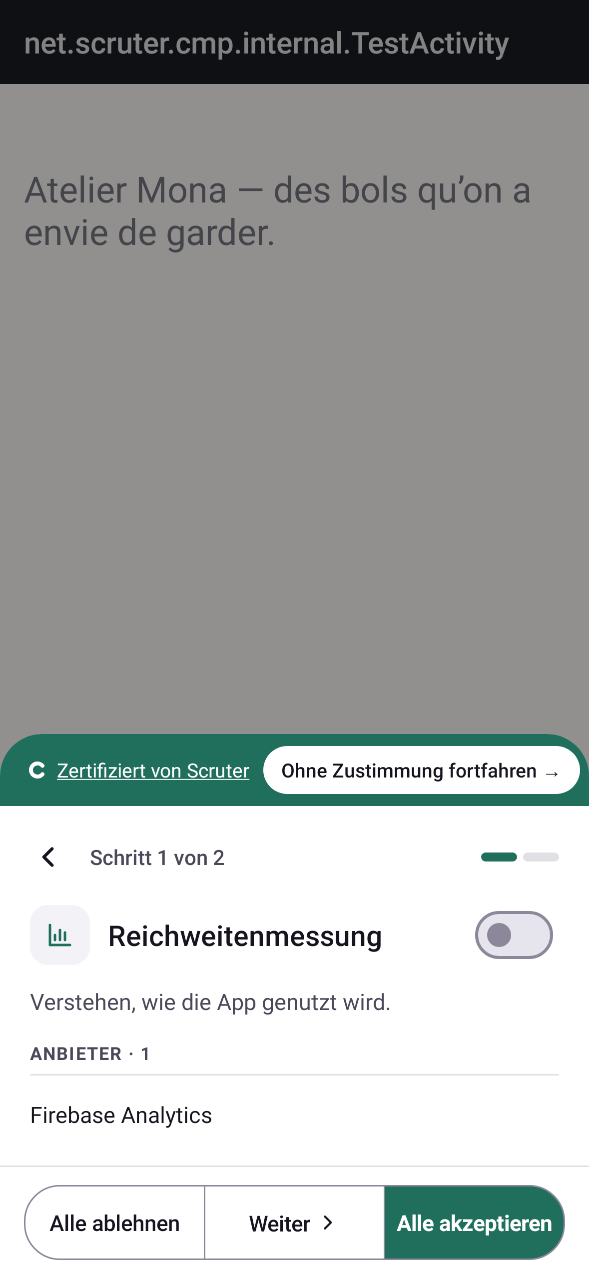 net.scruter.cmp.internal.TestActivity
Atelier Mona — des bols qu’on a
envie de garder.
Zertifiziert von Scruter
Ohne Zustimmung fortfahren →
Schritt 1 von 2
Reichweitenmessung
Verstehen, wie die App genutzt wird.
ANBIETER · 1
Firebase Analytics
Alle ablehnen
Weiter
Alle akzeptieren